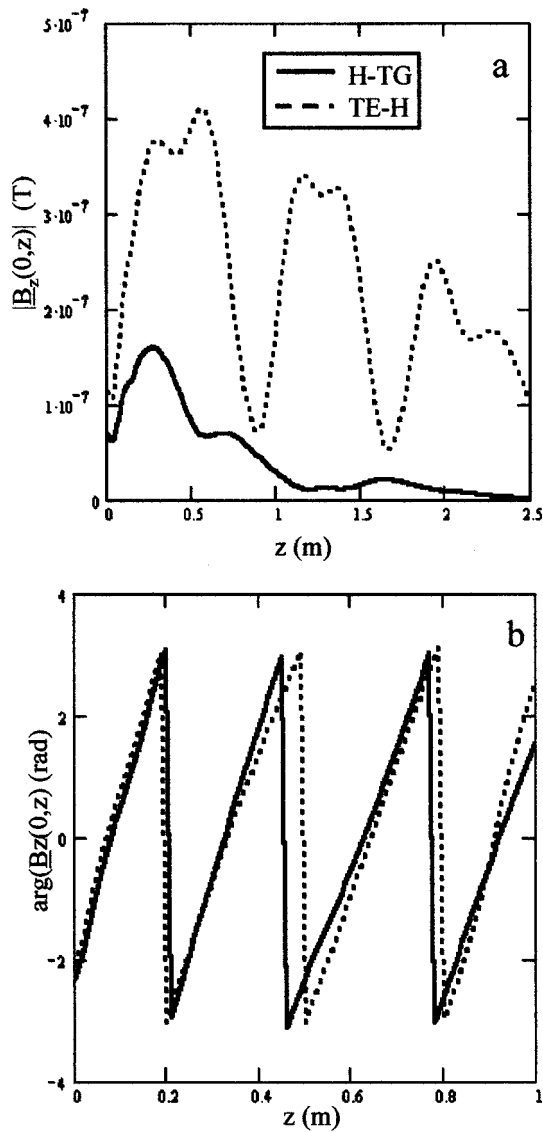 5·10⁻⁷
4·10⁻⁷
3·10⁻⁷
2·10⁻⁷
1·10⁻⁷
0
|B_z(0,z)| (T)
a
H-TG
TE-H
0 0.5 1 1.5 2 2.5
z (m)
4
2
0
-2
-4
arg(Bz(0,z) (rad)
b
0 0.2 0.4 0.6 0.8 1
z (m)